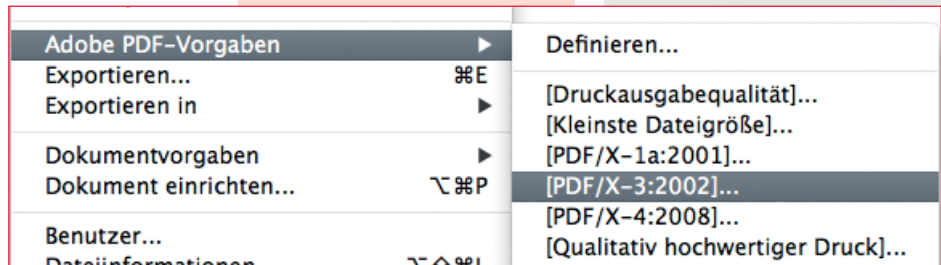 Adobe PDF-Vorgaben ▶
Exportieren... ⌘E
Exportieren in ▶
Dokumentvorgaben ▶
Dokument einrichten... ⌥⌘P
Benutzer...
Definieren...
[Druckausgabequalität]...
[Kleinste Dateigröße]...
[PDF/X-1a:2001]...
[PDF/X-3:2002]...
[PDF/X-4:2008]...
[Qualitativ hochwertiger Druck]...